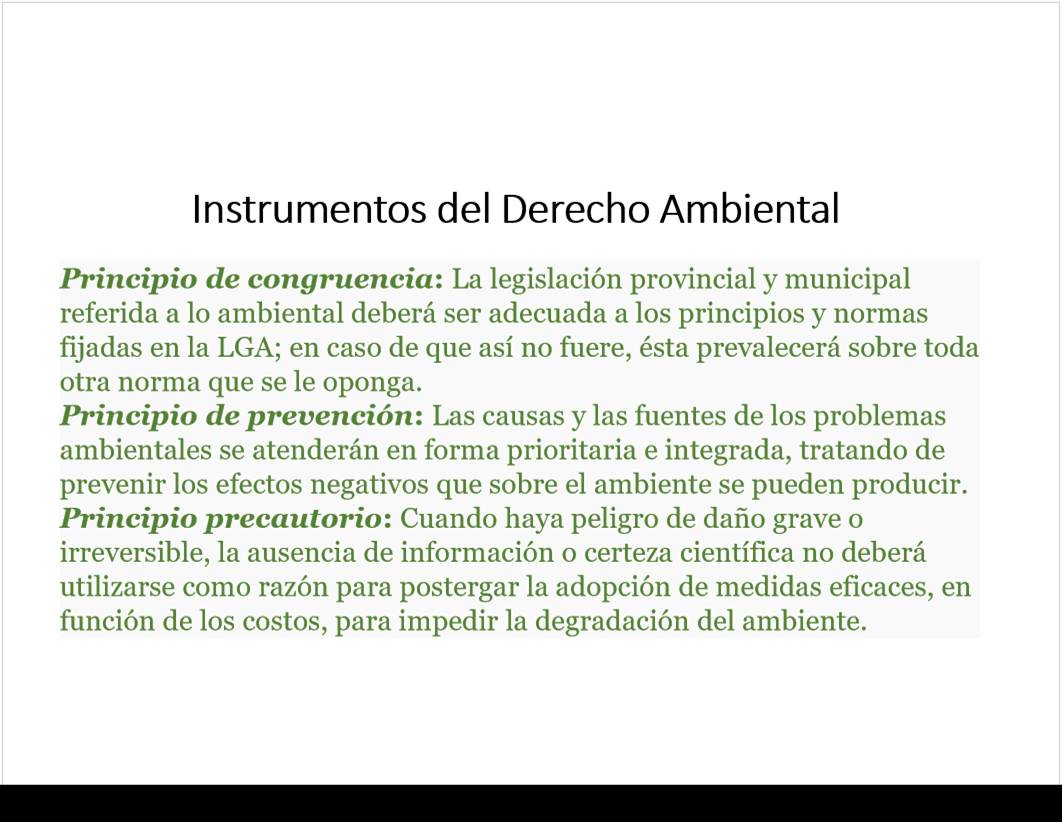 Instrumentos del Derecho Ambiental
Principio de congruencia: La legislación provincial y municipal
referida a lo ambiental deberá ser adecuada a los principios y normas
fijadas en la LGA; en caso de que así no fuere, ésta prevalecerá sobre toda
otra norma que se le oponga.
Principio de prevención: Las causas y las fuentes de los problemas
ambientales se atenderán en forma prioritaria e integrada, tratando de
prevenir los efectos negativos que sobre el ambiente se pueden producir.
Principio precautorio: Cuando haya peligro de daño grave o
irreversible, la ausencia de información o certeza científica no deberá
utilizarse como razón para postergar la adopción de medidas eficaces, en
función de los costos, para impedir la degradación del ambiente.